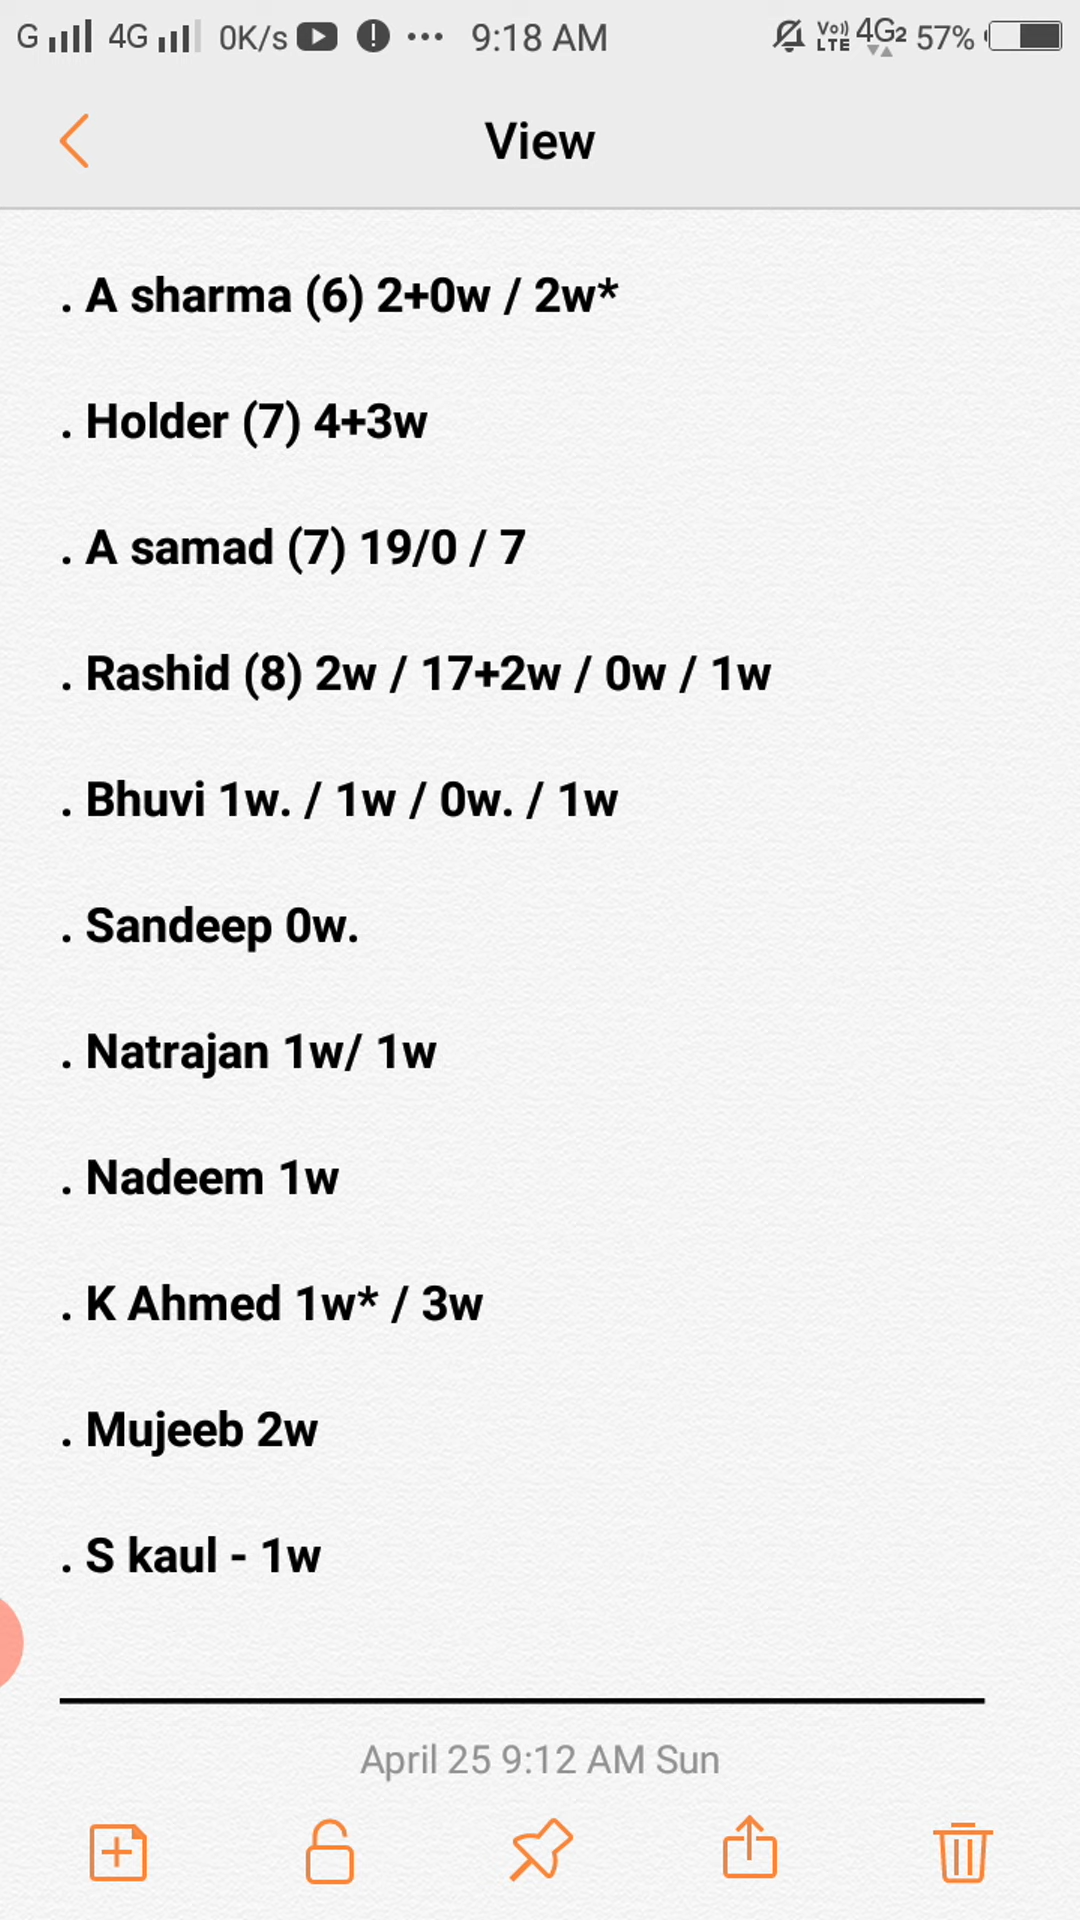 G 4G 0K/s ... 9:18 AM Vo)) LTE 4G2 57%
View
. A sharma (6) 2+0w / 2w*
. Holder (7) 4+3w
. A samad (7) 19/0 / 7
. Rashid (8) 2w / 17+2w / 0w / 1w
. Bhuvi 1w. / 1w / 0w. / 1w
. Sandeep 0w.
. Natrajan 1w/ 1w
. Nadeem 1w
. K Ahmed 1w* / 3w
. Mujeeb 2w
. S kaul - 1w
April 25 9:12 AM Sun